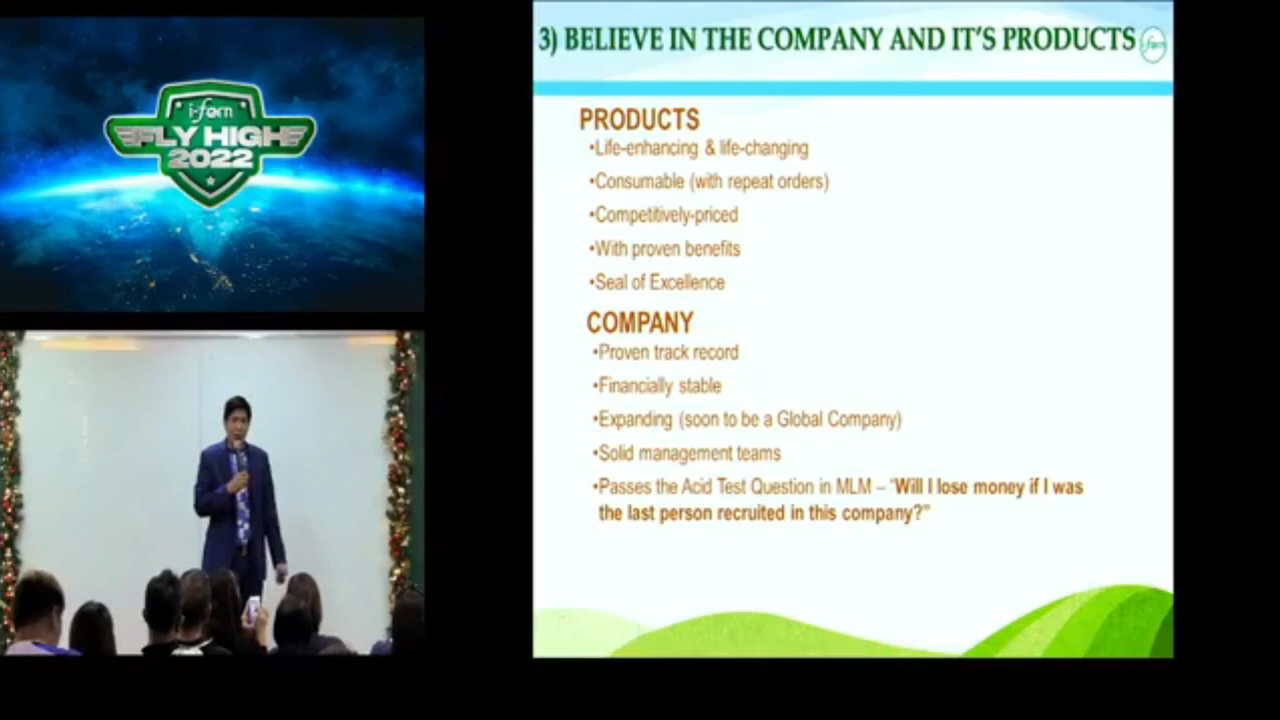 i-fern
FLY HIGH
2022
3) BELIEVE IN THE COMPANY AND IT'S PRODUCTS
i-fern
PRODUCTS
•Life-enhancing & life-changing
•Consumable (with repeat orders)
•Competitively-priced
•With proven benefits
•Seal of Excellence
COMPANY
•Proven track record
•Financially stable
•Expanding (soon to be a Global Company)
•Solid management teams
•Passes the Acid Test Question in MLM – "Will I lose money if I was
the last person recruited in this company?"